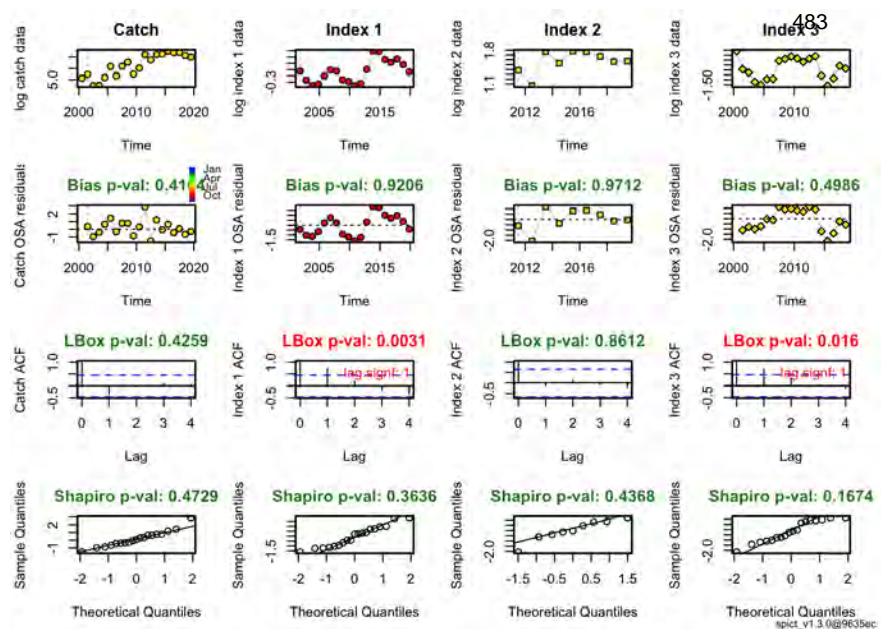 483
Catch Index 1 Index 2 Index 3
log catch data log index 1 data log index 2 data log index 3 data
5.0 -0.3 1.1 1.8 -1.50
2000 2010 2020 2005 2015 2012 2016 2000 2010
Time Time Time Time
Jan
Apr
Jul
Oct
Bias p-val: 0.4164 Bias p-val: 0.9206 Bias p-val: 0.9712 Bias p-val: 0.4986
Catch OSA residuals Index 1 OSA residual Index 2 OSA residual Index 3 OSA residual
-1 2 -1.5 -2.0 -2.0
2000 2010 2020 2005 2015 2012 2016 2000 2010
Time Time Time Time
LBox p-val: 0.4259 LBox p-val: 0.0031 LBox p-val: 0.8612 LBox p-val: 0.016
Catch ACF Index 1 ACF Index 2 ACF Index 3 ACF
-0.5 1.0 -0.5 1.0 -0.5 1.0 -0.5 1.0
lag signf: 1 lag signf: 1
0 1 2 3 4 0 1 2 3 4 0 1 2 3 4 0 1 2 3 4
Lag Lag Lag Lag
Shapiro p-val: 0.4729 Shapiro p-val: 0.3636 Shapiro p-val: 0.4368 Shapiro p-val: 0.1674
Sample Quantiles Sample Quantiles Sample Quantiles Sample Quantiles
-1 2 -1.5 -2.0 -2.0
-2 -1 0 1 2 -2 -1 0 1 2 -1.5 -0.5 0.5 1.5 -2 -1 0 1 2
Theoretical Quantiles Theoretical Quantiles Theoretical Quantiles Theoretical Quantiles
spict_v1.3.0@9635ec